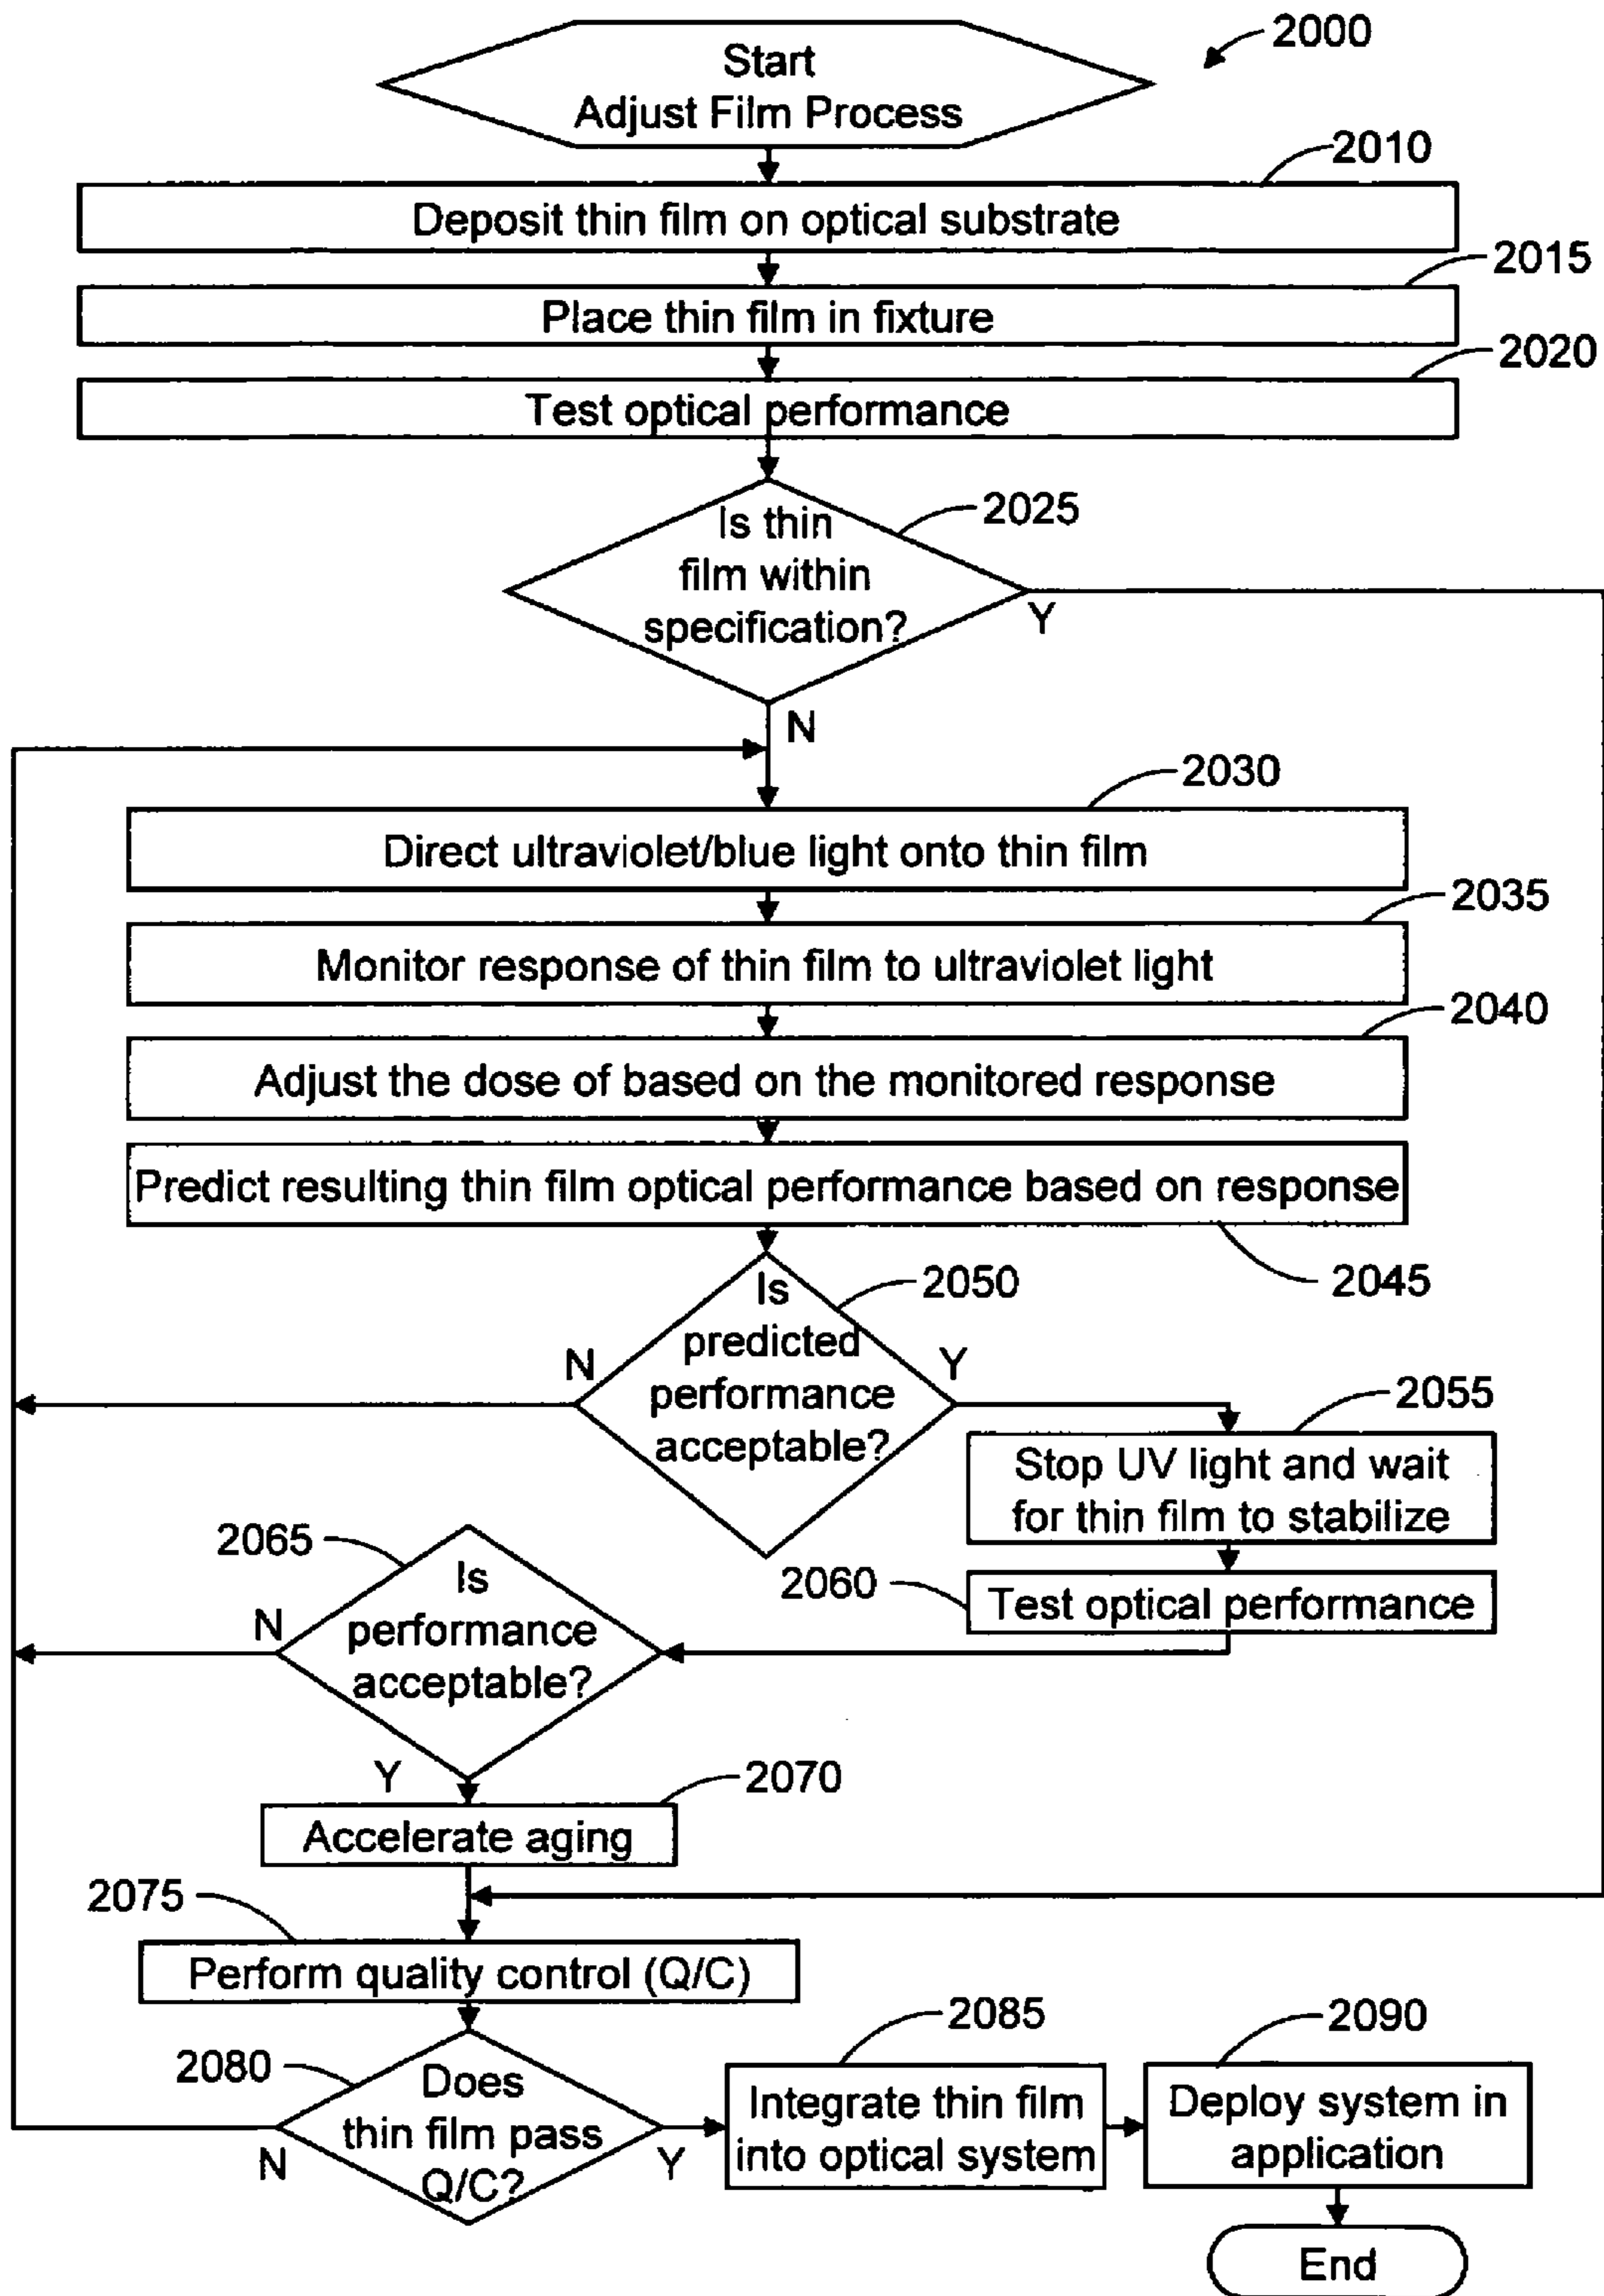 2000
Start
Adjust Film Process
2010
Deposit thin film on optical substrate
2015
Place thin film in fixture
2020
Test optical performance
2025
Is thin
film within
specification?
Y
N
2030
Direct ultraviolet/blue light onto thin film
2035
Monitor response of thin film to ultraviolet light
2040
Adjust the dose of based on the monitored response
Predict resulting thin film optical performance based on response
2045
2050
Is
predicted
performance
acceptable?
N
Y
2055
Stop UV light and wait
for thin film to stabilize
2060
Test optical performance
2065
Is
performance
acceptable?
N
Y
2070
Accelerate aging
2075
Perform quality control (Q/C)
2080
Does
thin film pass
Q/C?
N
Y
2085
Integrate thin film
into optical system
2090
Deploy system in
application
End